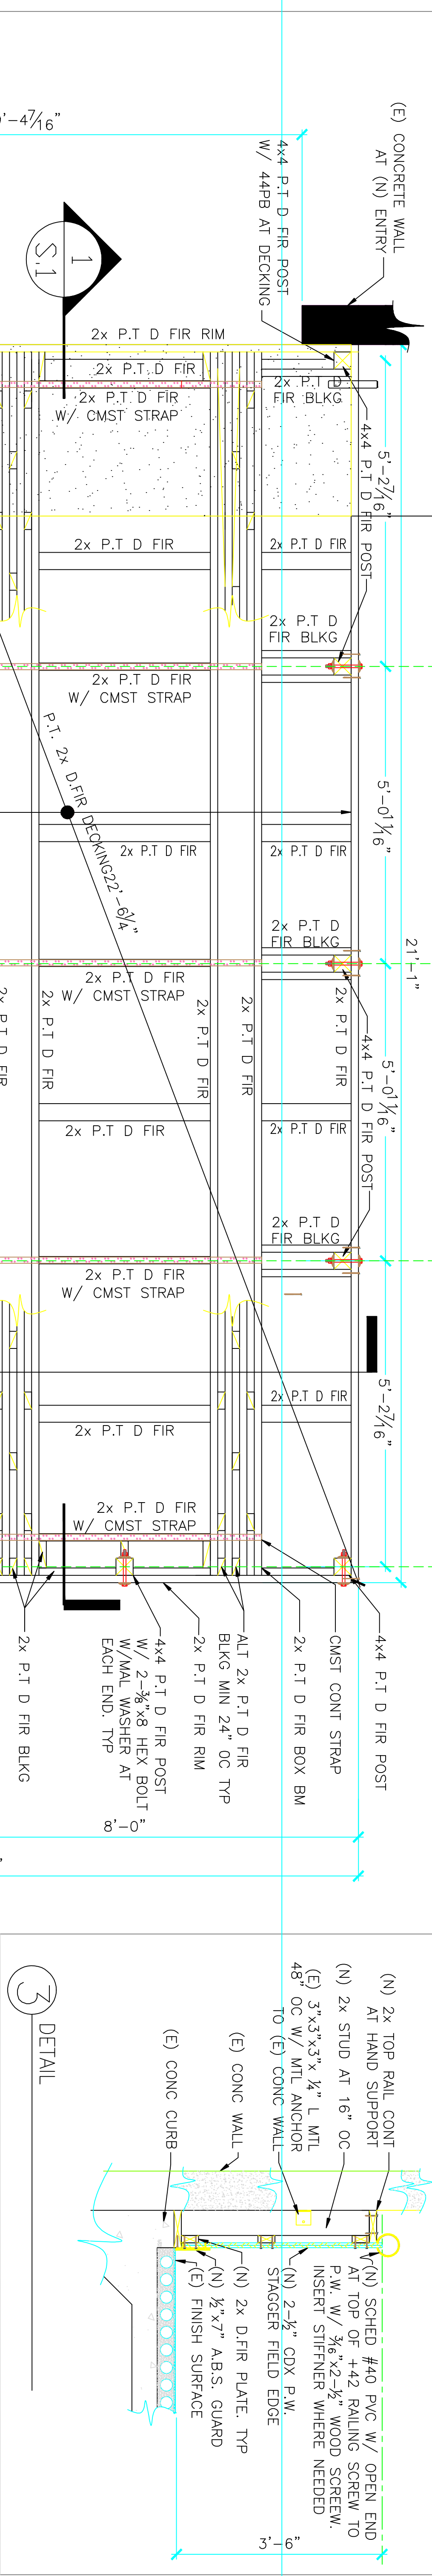 (E) CONCRETE WALL
AT (N) ENTRY
4x4 P.T D FIR POST
W/ 44PB AT DECKING
'-4 7/16"
1
S.1
2x P.T D FIR RIM
2x P.T D FIR
2x P.T D FIR
W/ CMST STRAP
2x P.T D
FIR BLKG
4x4 P.T D FIR POST
5'-2 7/16"
2x P.T D FIR
2x P.T D FIR
2x P.T D
FIR BLKG
2x P.T D FIR
W/ CMST STRAP
P.T. 2x D.FIR DECKING22'-6 1/4"
5'-0 11/16"
2x P.T D FIR
2x P.T D FIR
21'-1"
2x P.T D
FIR BLKG
2x P.T D FIR
W/ CMST STRAP
2x P.T D FIR
2x P.T D FIR
2x P.T D FIR
2x P.T D FIR
2x P.T D FIR
4x4 P.T D FIR POST
5'-0 11/16"
2x P.T D FIR
2x P.T D FIR
2x P.T D
FIR BLKG
2x P.T D FIR
W/ CMST STRAP
5'-2 7/16"
2x P.T D FIR
2x P.T D FIR
2x P.T D FIR
W/ CMST STRAP
4x4 P.T D FIR POST
CMST CONT STRAP
2x P.T D FIR BOX BM
ALT 2x P.T D FIR
BLKG MIN 24" OC TYP
2x P.T D FIR RIM
4x4 P.T D FIR POST
W/ 2-3/8"x8 HEX BOLT
W/MAL WASHER AT
EACH END. TYP
2x P.T D FIR BLKG
8'-0"
(N) 2x TOP RAIL CONT
AT HAND SUPPORT
(N) 2x STUD AT 16" OC
(E) 3"x3"x3"x 1/4" L MTL
48" OC W/ MTL ANCHOR
TO (E) CONC WALL
(E) CONC WALL
(E) CONC CURB
3
DETAIL
(N) SCHED #40 PVC W/ OPEN END
AT TOP OF +42 RAILING SCREW TO
P.W. W/ 3/16"x2-1/2" WOOD SCREEW.
INSERT STIFFNER WHERE NEEDED
(N) 2-1/2" CDX P.W.
STAGGER FIELD EDGE
(N) 2x D.FIR PLATE. TYP
(N) 1/2"x7" A.B.S. GUARD
(E) FINISH SURFACE
3'-6"